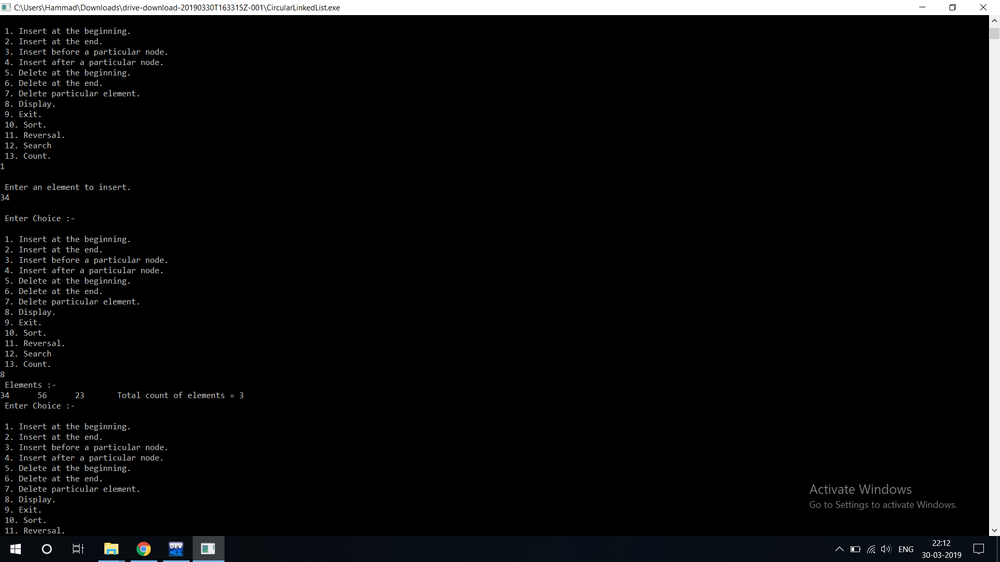 C:\Users\Hammad\Downloads\drive-download-20190330T163315Z-001\CircularLinkedList.exe
1. Insert at the beginning.
2. Insert at the end.
3. Insert before a particular node.
4. Insert after a particular node.
5. Delete at the beginning.
6. Delete at the end.
7. Delete particular element.
8. Display.
9. Exit.
10. Sort.
11. Reversal.
12. Search
13. Count.
1
Enter an element to insert.
34
Enter Choice :-
1. Insert at the beginning.
2. Insert at the end.
3. Insert before a particular node.
4. Insert after a particular node.
5. Delete at the beginning.
6. Delete at the end.
7. Delete particular element.
8. Display.
9. Exit.
10. Sort.
11. Reversal.
12. Search
13. Count.
8
Elements :-
34 56 23 Total count of elements = 3
Enter Choice :-
1. Insert at the beginning.
2. Insert at the end.
3. Insert before a particular node.
4. Insert after a particular node.
5. Delete at the beginning.
6. Delete at the end.
7. Delete particular element.
8. Display.
9. Exit.
10. Sort.
11. Reversal.
Activate Windows
Go to Settings to activate Windows.
DEV
C++
ENG
22:12
30-03-2019